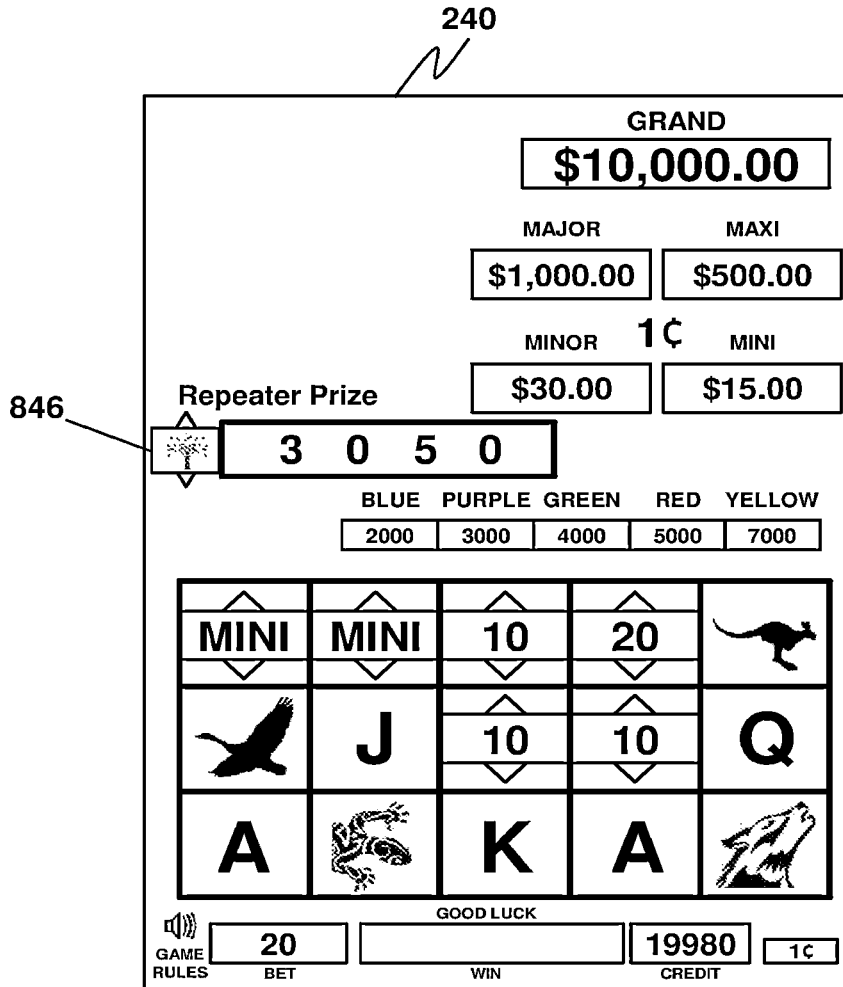 240
GRAND
$10,000.00
MAJOR MAXI
$1,000.00 $500.00
1¢
MINOR MINI
$30.00 $15.00
846
Repeater Prize
3 0 5 0
BLUE PURPLE GREEN RED YELLOW
2000 3000 4000 5000 7000
MINI MINI 10 20
J 10 10 Q
A K A
GOOD LUCK
GAME RULES
20 19980 1¢
BET WIN CREDIT